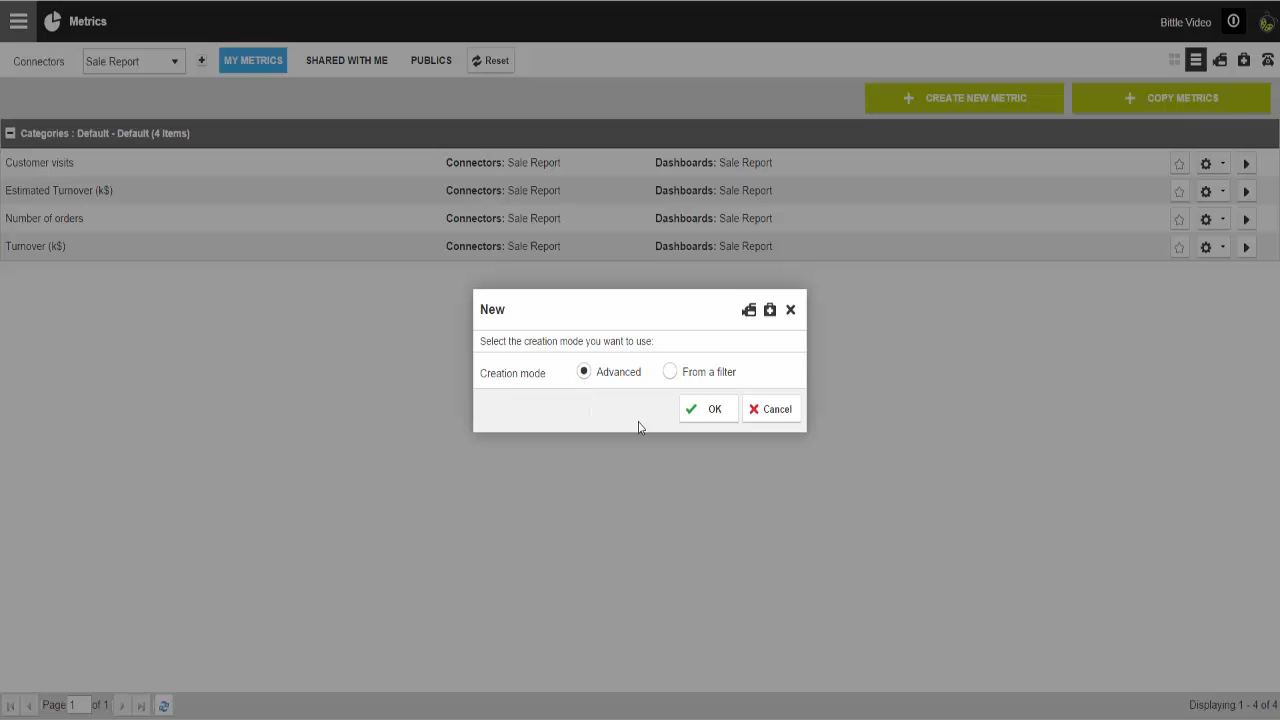 Metrics
Bittle Video
Connectors Sale Report MY METRICS SHARED WITH ME PUBLICS Reset
CREATE NEW METRIC COPY METRICS
Categories : Default - Default (4 Items)
Customer visits Connectors: Sale Report Dashboards: Sale Report
Estimated Turnover (k$) Connectors: Sale Report Dashboards: Sale Report
Number of orders Connectors: Sale Report Dashboards: Sale Report
Turnover (k$) Connectors: Sale Report Dashboards: Sale Report
New
Select the creation mode you want to use:
Creation mode Advanced From a filter
OK Cancel
Page 1 of 1
Displaying 1 - 4 of 4